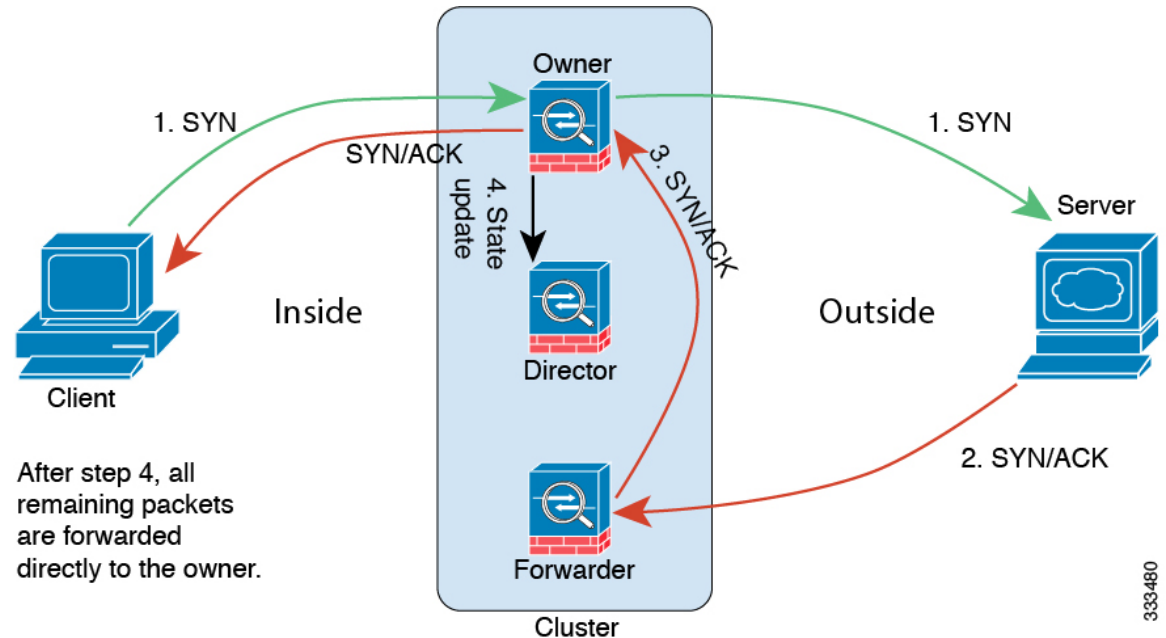 Owner
1. SYN
1. SYN
SYN/ACK
3. SYN/ACK
4. State
update
Server
Inside
Outside
Director
Client
2. SYN/ACK
After step 4, all
remaining packets
are forwarded
directly to the owner.
Forwarder
333480
Cluster